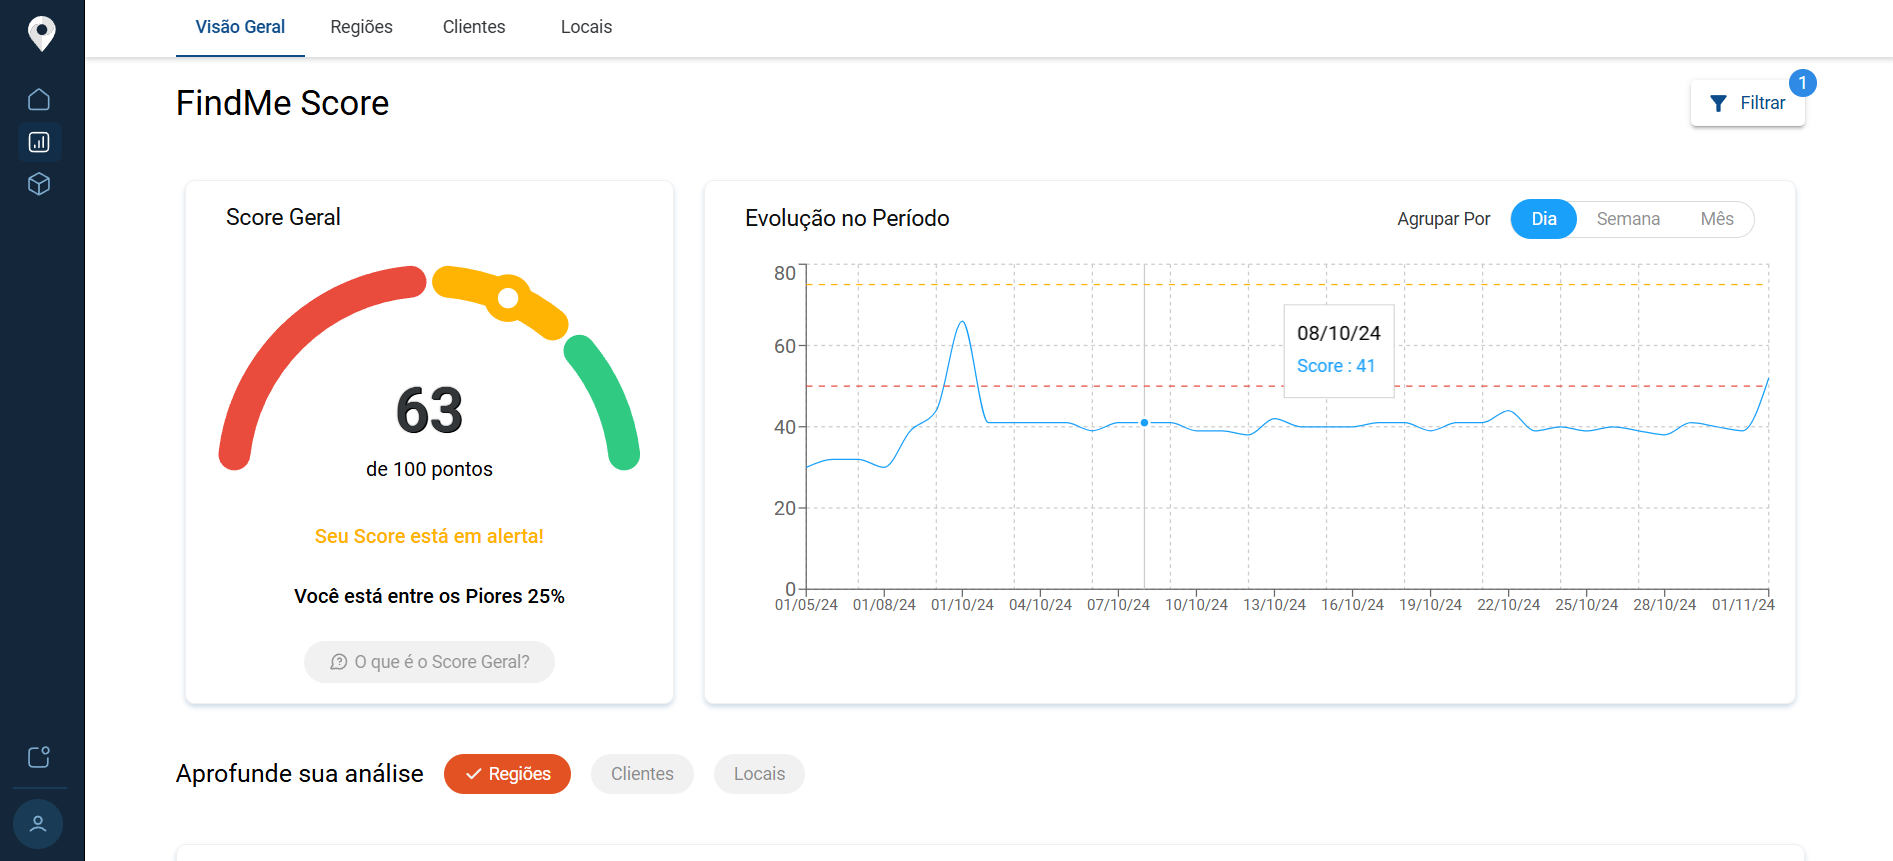 Visão Geral Regiões Clientes Locais
FindMe Score
1
Filtrar
Score Geral
63
de 100 pontos
Seu Score está em alerta!
Você está entre os Piores 25%
O que é o Score Geral?
Evolução no Período
Agrupar Por Dia Semana Mês
80
60
40
20
0
08/10/24
Score : 41
01/05/24 01/08/24 01/10/24 04/10/24 07/10/24 10/10/24 13/10/24 16/10/24 19/10/24 22/10/24 25/10/24 28/10/24 01/11/24
Aprofunde sua análise Regiões Clientes Locais